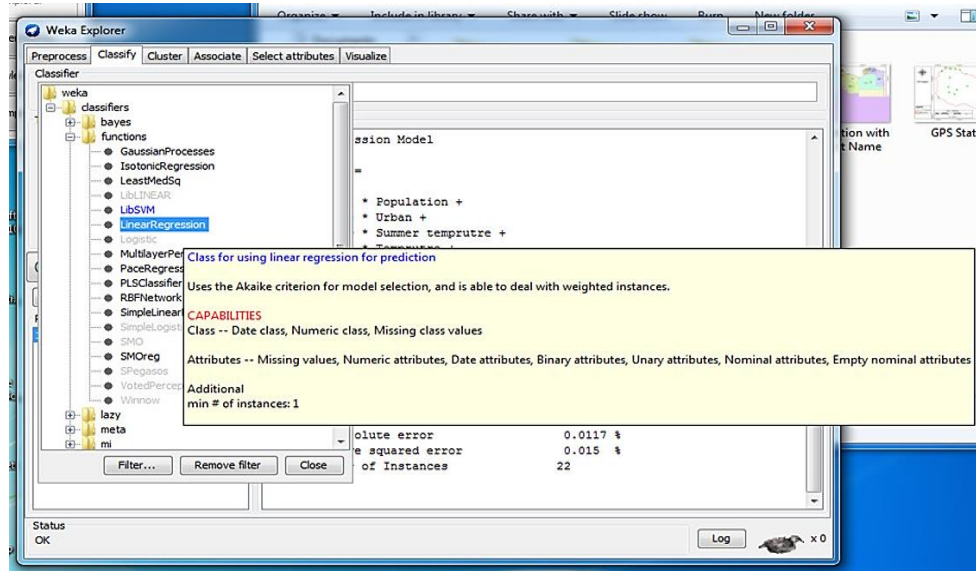 Organize Include in library Share with Slide show Burn New folder
Weka Explorer
Preprocess Classify Cluster Associate Select attributes Visualize
Classifier
weka
classifiers
bayes
functions
GaussianProcesses
IsotonicRegression
LeastMedSq
LibLINEAR
LibSVM
LinearRegression
Logistic
MultilayerPer
PaceRegress
PLSClassifier
RBFNetwork
SimpleLinear
SimpleLogist
SMO
SMOreg
SPegasos
VotedPercep
Winnow
lazy
meta
mi
Filter... Remove filter Close
ssion Model
=
* Population +
* Urban +
* Summer temprutre +
* Temprutre +
Class for using linear regression for prediction
Uses the Akaike criterion for model selection, and is able to deal with weighted instances.
CAPABILITIES
Class -- Date class, Numeric class, Missing class values
Attributes -- Missing values, Numeric attributes, Date attributes, Binary attributes, Unary attributes, Nominal attributes, Empty nominal attributes
Additional
min # of instances: 1
olute error 0.0117 %
e squared error 0.015 %
of Instances 22
Status
OK
Log x 0
tion with
t Name
GPS Stat